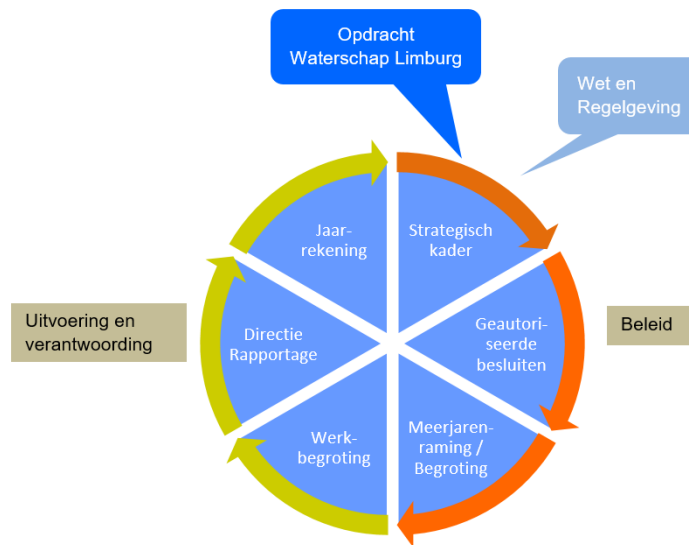 Opdracht
Waterschap Limburg
Wet en
Regelgeving
Jaar-
rekening
Strategisch
kader
Uitvoering en
verantwoording
Directie
Rapportage
Geautori-
seerde
besluiten
Beleid
Werk-
begroting
Meerjaren-
raming /
Begroting